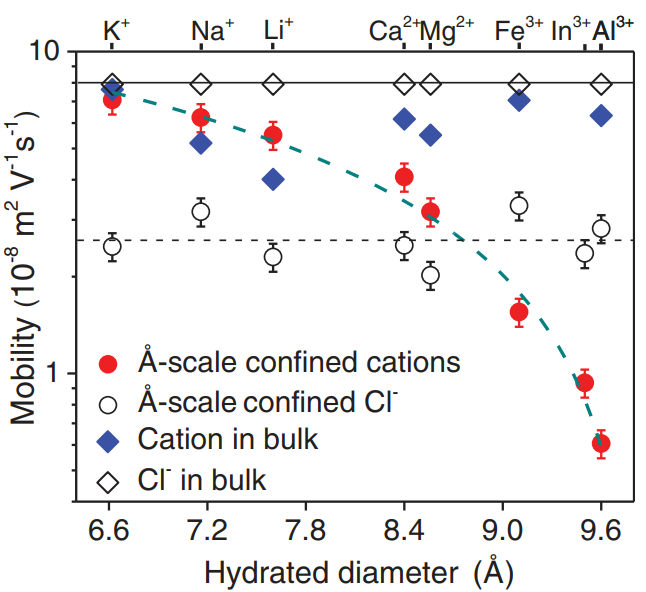 K⁺ Na⁺ Li⁺ Ca²⁺ Mg²⁺ Fe³⁺ In³⁺ Al³⁺
10
1
Mobility (10⁻⁸ m² V⁻¹s⁻¹)
Å-scale confined cations
Å-scale confined Cl⁻
Cation in bulk
Cl⁻ in bulk
6.6 7.2 7.8 8.4 9.0 9.6
Hydrated diameter (Å)